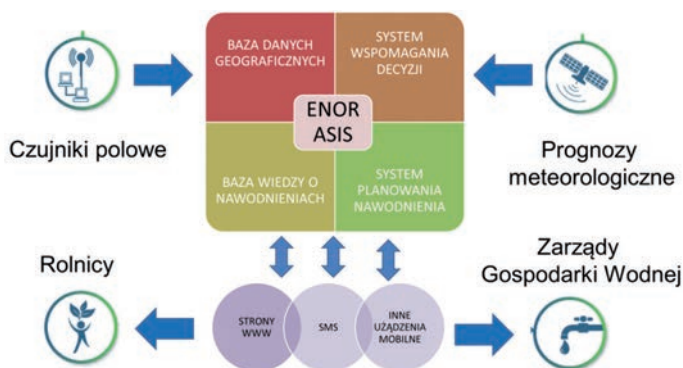 BAZA DANYCH
GEOGRAFICZNYCH
SYSTEM
WSPOMAGANIA
DECYZJI
ENOR
ASIS
Czujniki polowe
Prognozy
meteorologiczne
BAZA WIEDZY O
NAWODNIENIACH
SYSTEM
PLANOWANIA
NAWODNIENIA
Rolnicy
Zarządy
Gospodarki Wodnej
STRONY
WWW
SMS
INNE
UŻĄDZENIA
MOBILNE